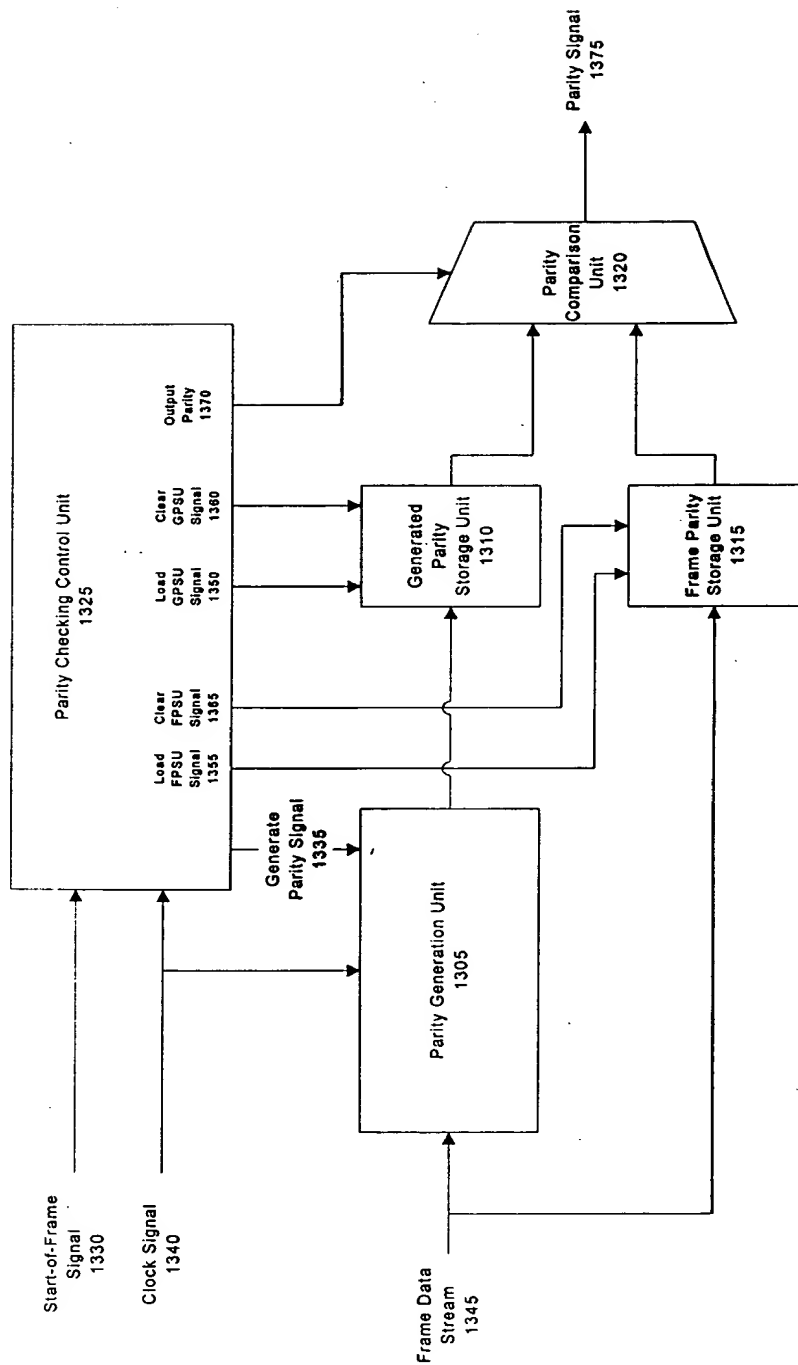 Start-of-Frame
Signal
1330
Clock Signal
1340
Frame Data
Stream
1345
Parity Checking Control Unit
1325
Generate
Parity Signal
1335
Load
FPSU
Signal
1355
Clear
FPSU
Signal
1365
Load
GPSU
Signal
1350
Clear
GPSU
Signal
1360
Output
Parity
1370
Parity Generation Unit
1305
Generated
Parity
Storage Unit
1310
Frame Parity
Storage Unit
1315
Parity
Comparison
Unit
1320
Parity Signal
1375